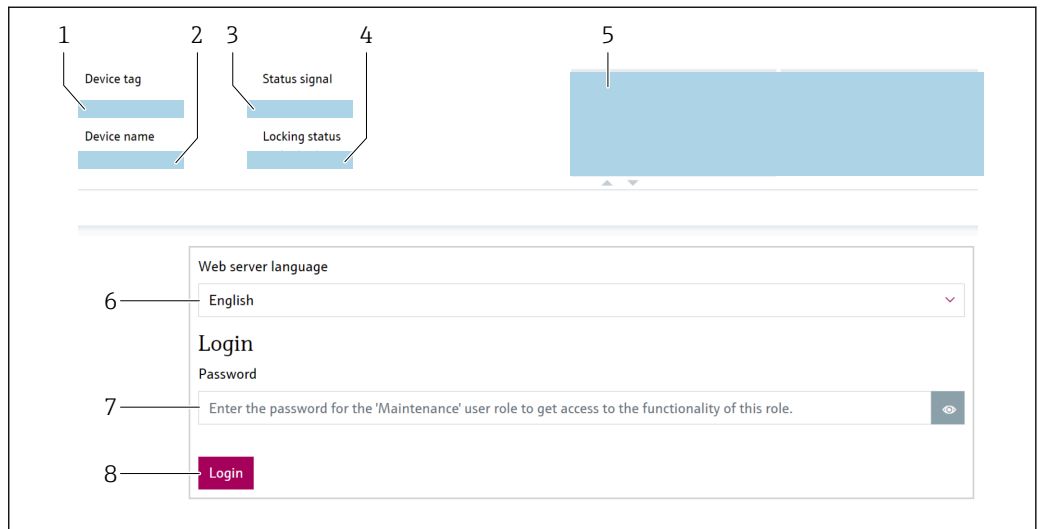 1 2 3 4 5
Device tag Status signal
Device name Locking status
Web server language
6 English
Login
Password
7 Enter the password for the 'Maintenance' user role to get access to the functionality of this role.
8 Login